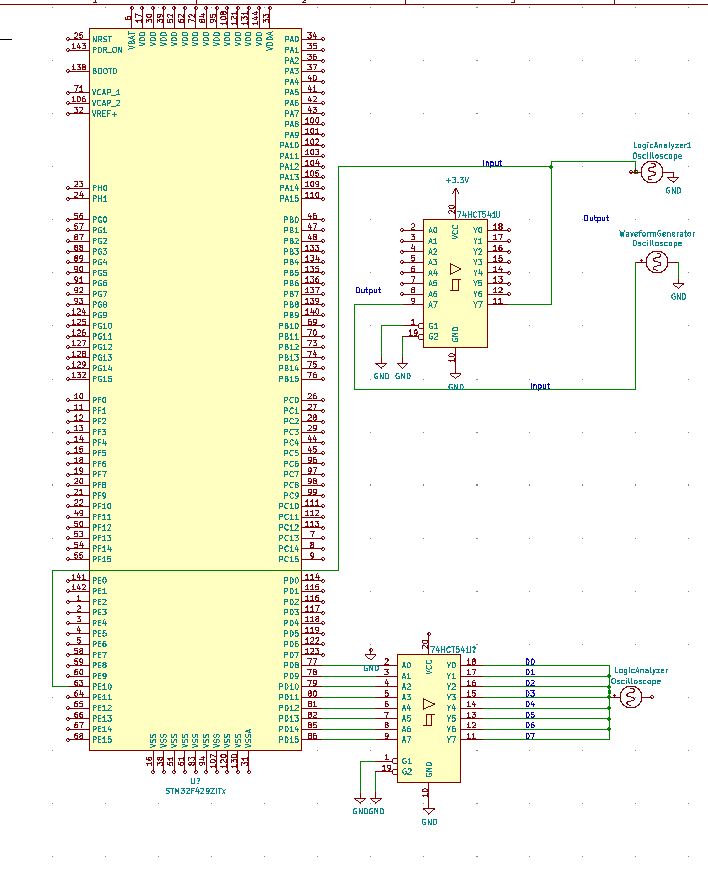 6 17 30 39 52 62 72 84 95 108 121 131 144 33
VBAT VDD VDD VDD VDD VDD VDD VDD VDD VDD VDD VDD VDD VDDA
25 NRST
143 PDR_ON
138 BOOT0
71 VCAP_1
106 VCAP_2
32 VREF+
23 PH0
24 PH1
56 PG0
57 PG1
87 PG2
88 PG3
89 PG4
90 PG5
91 PG6
92 PG7
93 PG8
124 PG9
125 PG10
126 PG11
127 PG12
128 PG13
129 PG14
132 PG15
10 PF0
11 PF1
12 PF2
13 PF3
14 PF4
15 PF5
18 PF6
19 PF7
20 PF8
21 PF9
22 PF10
49 PF11
50 PF12
53 PF13
54 PF14
55 PF15
141 PE0
142 PE1
1 PE2
2 PE3
3 PE4
4 PE5
5 PE6
58 PE7
59 PE8
60 PE9
63 PE10
64 PE11
65 PE12
66 PE13
67 PE14
68 PE15
PA0 34
PA1 35
PA2 36
PA3 37
PA4 40
PA5 41
PA6 42
PA7 43
PA8 100
PA9 101
PA10 102
PA11 103
PA12 104
PA13 105
PA14 109
PA15 110
PB0 46
PB1 47
PB2 48
PB3 133
PB4 134
PB5 135
PB6 136
PB7 137
PB8 139
PB9 140
PB10 69
PB11 70
PB12 73
PB13 74
PB14 75
PB15 76
PC0 26
PC1 27
PC2 28
PC3 29
PC4 44
PC5 45
PC6 96
PC7 97
PC8 98
PC9 99
PC10 111
PC11 112
PC12 113
PC13 7
PC14 8
PC15 9
PD0 114
PD1 115
PD2 116
PD3 117
PD4 118
PD5 119
PD6 122
PD7 123
PD8 77
PD9 78
PD10 79
PD11 80
PD12 81
PD13 82
PD14 85
PD15 86
VSS VSS VSS VSS VSS VSS VSS VSS VSS VSSA
16 38 51 61 83 94 107 120 130 31
U?
STM32F429ZITx
Input
+3.3V
20
74HCT541U
VCC
2 A0 Y0 18
3 A1 Y1 17
4 A2 Y2 16
5 A3 Y3 15
6 A4 Y4 14
7 A5 Y5 13
8 A6 Y6 12
9 A7 Y7 11
1 G1
19 G2
GND
10
GND GND
GND
Output
Input
LogicAnalyzer1
Oscilloscope
GND
Output
WaveformGenerator
Oscilloscope
GND
20
74HCT541U?
VCC
GND
2 A0 Y0 18 D0
3 A1 Y1 17 D1
4 A2 Y2 16 D2
5 A3 Y3 15 D3
6 A4 Y4 14 D4
7 A5 Y5 13 D5
8 A6 Y6 12 D6
9 A7 Y7 11 D7
1 G1
19 G2
GND
10
GND GND
GND
LogicAnalyzer
Oscilloscope